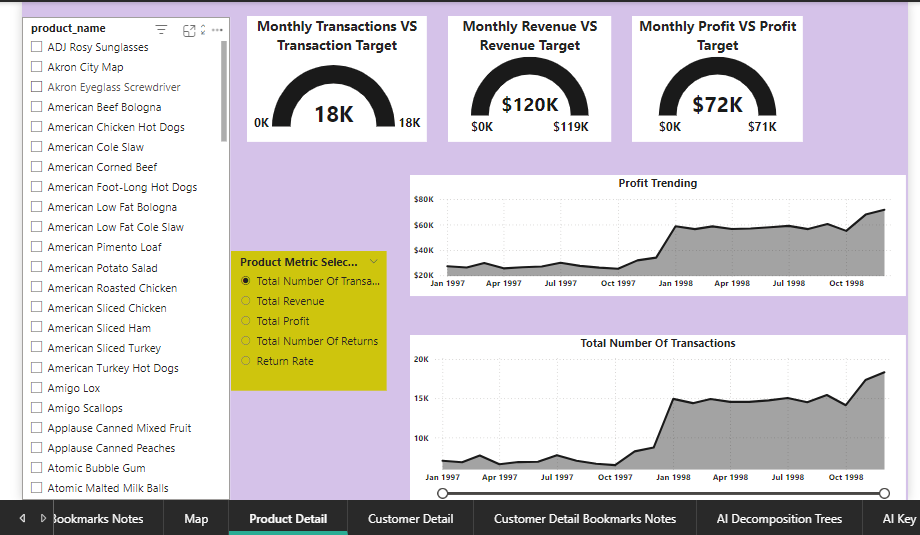 product_name
ADJ Rosy Sunglasses
Akron City Map
Akron Eyeglass Screwdriver
American Beef Bologna
American Chicken Hot Dogs
American Cole Slaw
American Corned Beef
American Foot-Long Hot Dogs
American Low Fat Bologna
American Low Fat Cole Slaw
American Pimento Loaf
American Potato Salad
American Roasted Chicken
American Sliced Chicken
American Sliced Ham
American Sliced Turkey
American Turkey Hot Dogs
Amigo Lox
Amigo Scallops
Applause Canned Mixed Fruit
Applause Canned Peaches
Atomic Bubble Gum
Atomic Malted Milk Balls
Monthly Transactions VS
Transaction Target
18K
0K 18K
Monthly Revenue VS
Revenue Target
$120K
$0K $119K
Monthly Profit VS Profit
Target
$72K
$0K $71K
Product Metric Selec...
Total Number Of Transa...
Total Revenue
Total Profit
Total Number Of Returns
Return Rate
Profit Trending
$80K
$60K
$40K
$20K
Jan 1997 Apr 1997 Jul 1997 Oct 1997 Jan 1998 Apr 1998 Jul 1998 Oct 1998
Total Number Of Transactions
20K
15K
10K
Jan 1997 Apr 1997 Jul 1997 Oct 1997 Jan 1998 Apr 1998 Jul 1998 Oct 1998
Bookmarks Notes Map Product Detail Customer Detail Customer Detail Bookmarks Notes AI Decomposition Trees AI Key